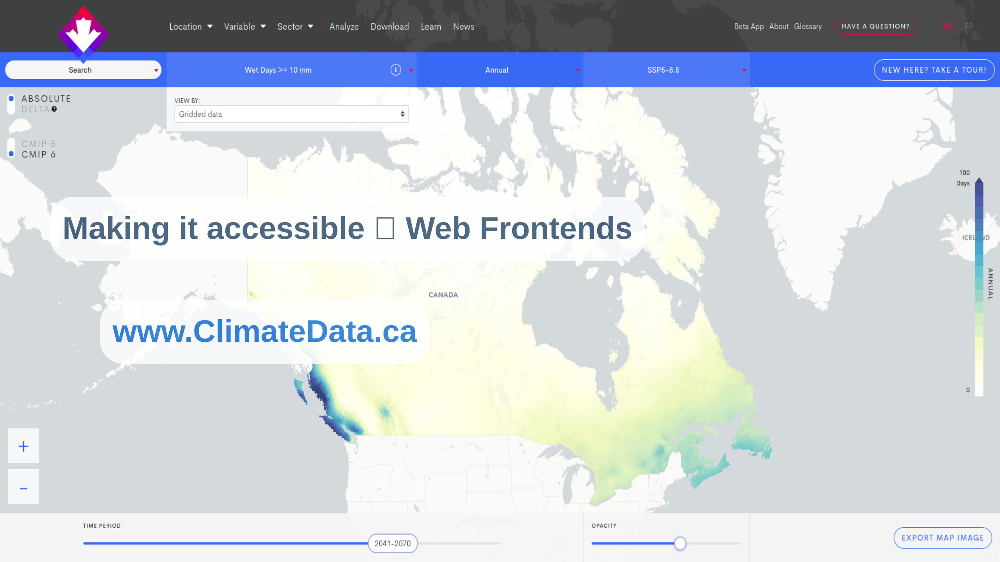 Location Variable Sector Analyze Download Learn News Beta App About Glossary HAVE A QUESTION? EN FR
Search Wet Days >= 10 mm i Annual SSP5-8.5 NEW HERE? TAKE A TOUR!
ABSOLUTE
DELTA ?
VIEW BY:
Gridded data
CMIP 5
CMIP 6
100
Days
Making it accessible Web Frontends
ICEL ND
ANNUAL
CANADA
www.ClimateData.ca
0
+
−
UNITED STATES
TIME PERIOD
2041-2070
OPACITY
EXPORT MAP IMAGE